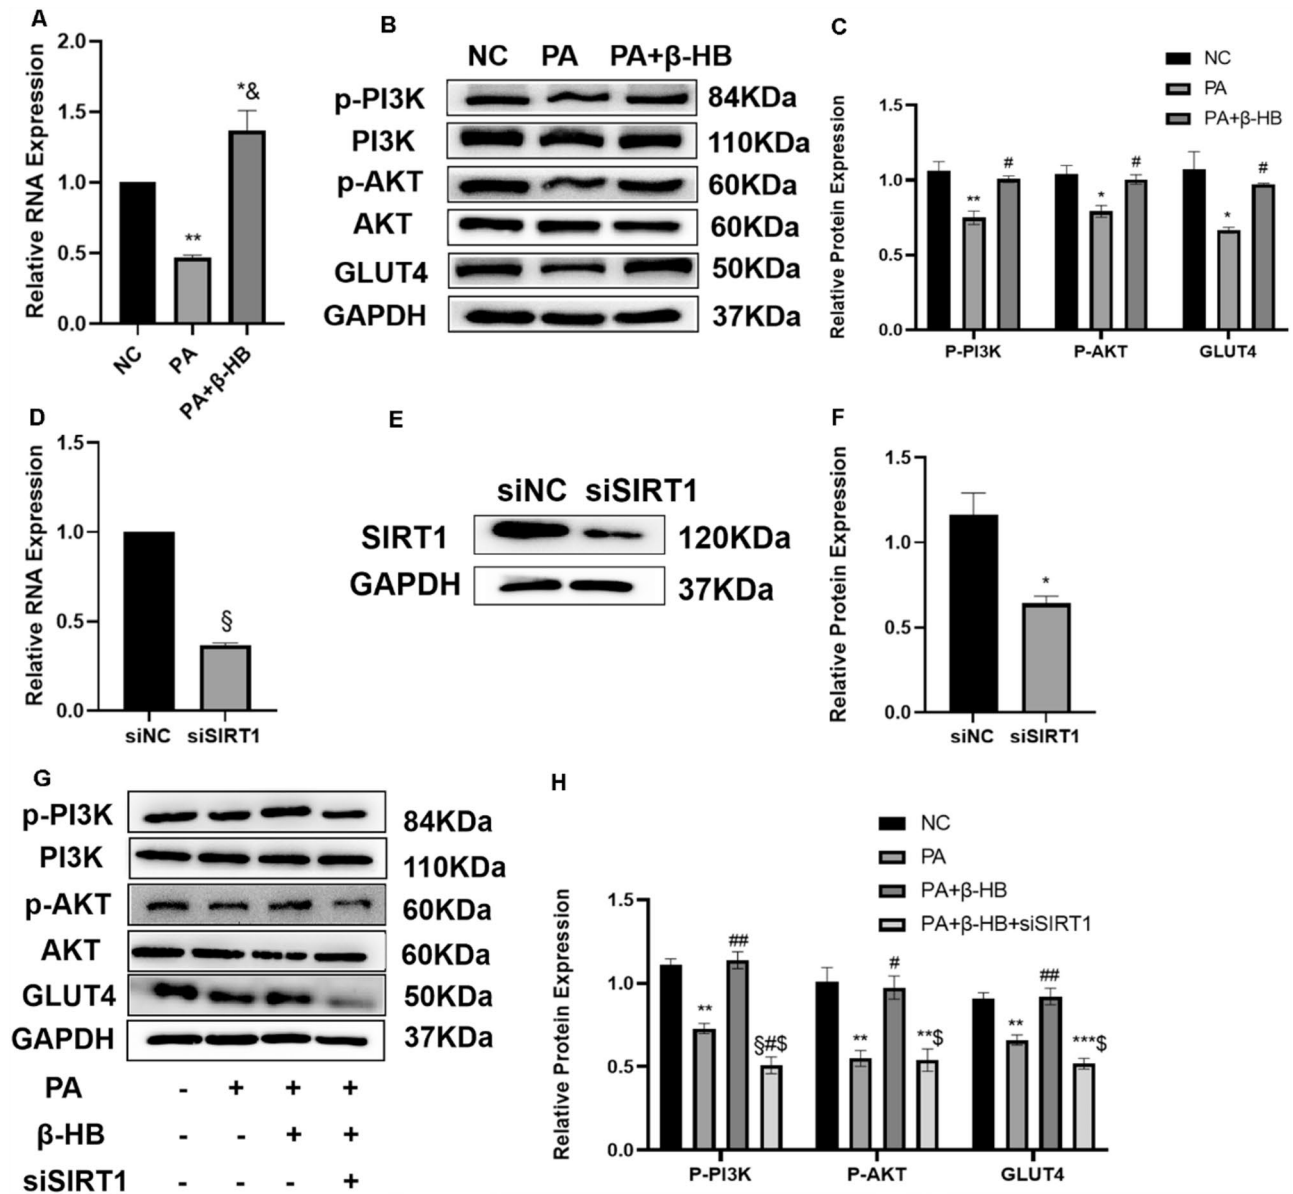 A
Relative RNA Expression
2.0
1.5
1.0
0.5
0.0
**
*&
NC
PA
PA+β-HB
B
NC PA PA+β-HB
p-PI3K 84KDa
PI3K 110KDa
p-AKT 60KDa
AKT 60KDa
GLUT4 50KDa
GAPDH 37KDa
C
NC
PA
PA+β-HB
Relative Protein Expression
1.5
1.0
0.5
0.0
** # * # * #
P-PI3K P-AKT GLUT4
D
Relative RNA Expression
1.5
1.0
0.5
0.0
§
siNC siSIRT1
E
siNC siSIRT1
SIRT1 120KDa
GAPDH 37KDa
F
Relative Protein Expression
1.5
1.0
0.5
0.0
*
siNC siSIRT1
G
p-PI3K 84KDa
PI3K 110KDa
p-AKT 60KDa
AKT 60KDa
GLUT4 50KDa
GAPDH 37KDa
PA - + + +
β-HB - - + +
siSIRT1 - - - +
H
NC
PA
PA+β-HB
PA+β-HB+siSIRT1
Relative Protein Expression
1.5
1.0
0.5
0.0
** ## §#$ ** # **$ ** ## ***$
P-PI3K P-AKT GLUT4